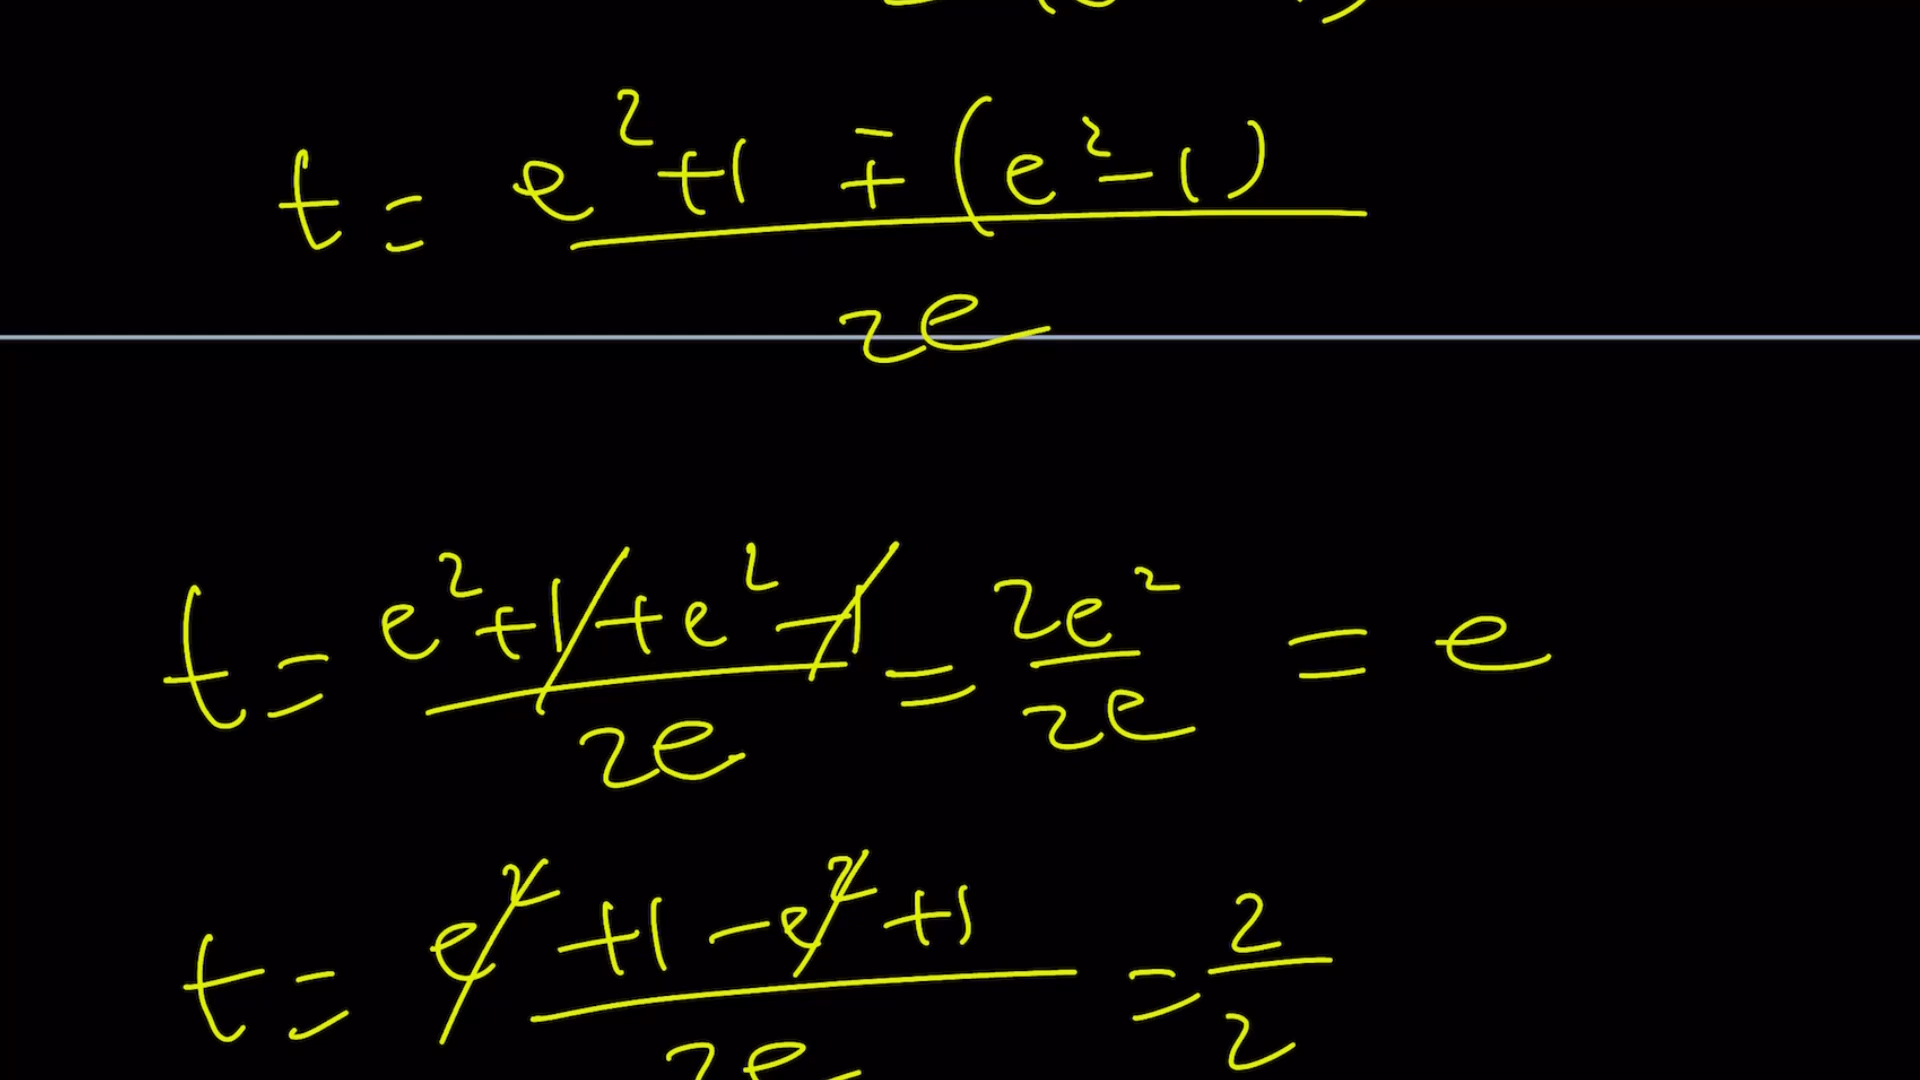 t = (e² + 1 ∓ (e² - 1)) / 2e
t = (e² + 1 + e² - 1) / 2e = 2e² / 2e = e
t = (e² + 1 - e² + 1) / 2e = 2 / 2